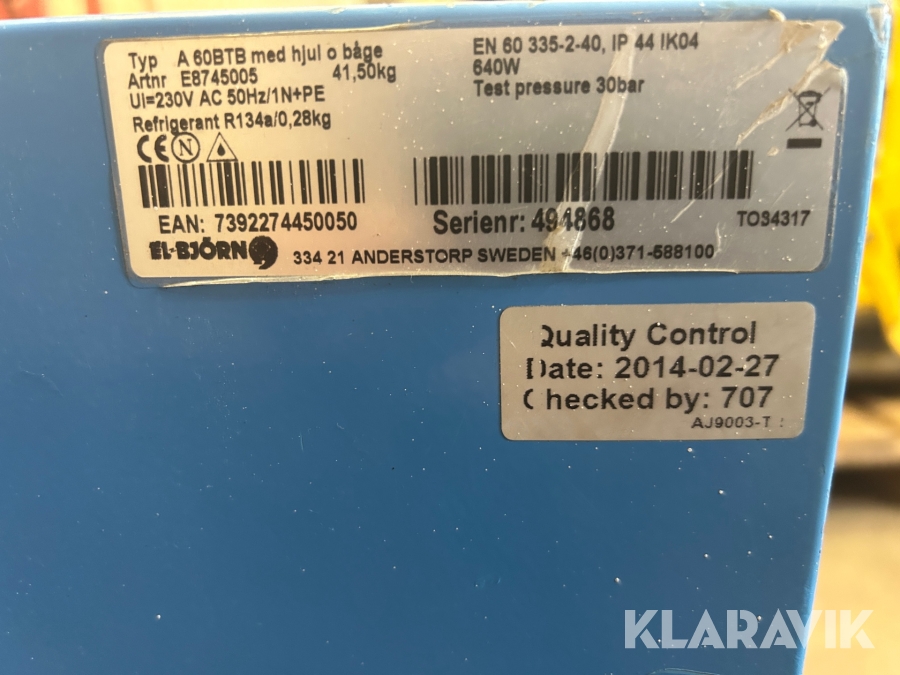 Typ A 60BTB med hjul o båge
Artnr E8745005 41,50kg
UI=230V AC 50Hz/1N+PE
Refrigerant R134a/0,28kg
EN 60 335-2-40, IP 44 IK04
640W
Test pressure 30bar
CE N
EAN: 7392274450050
Serienr: 494868
TO34317
EL-BJÖRN
334 21 ANDERSTORP SWEDEN +46(0)371-588100
Quality Control
Date: 2014-02-27
Checked by: 707
AJ9003-T :
KLARAVIK